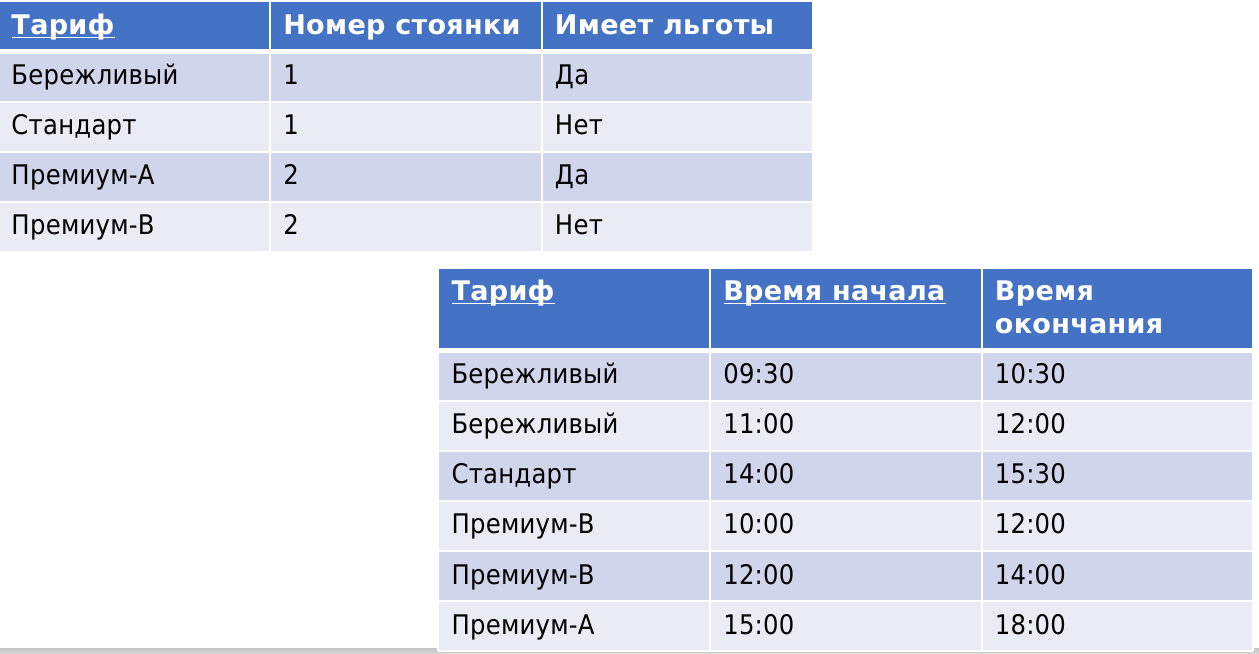 Тариф Номер стоянки Имеет льготы
Бережливый 1 Да
Стандарт 1 Нет
Премиум-А 2 Да
Премиум-В 2 Нет
Тариф Время начала Время
окончания
Бережливый 09:30 10:30
Бережливый 11:00 12:00
Стандарт 14:00 15:30
Премиум-В 10:00 12:00
Премиум-В 12:00 14:00
Премиум-А 15:00 18:00